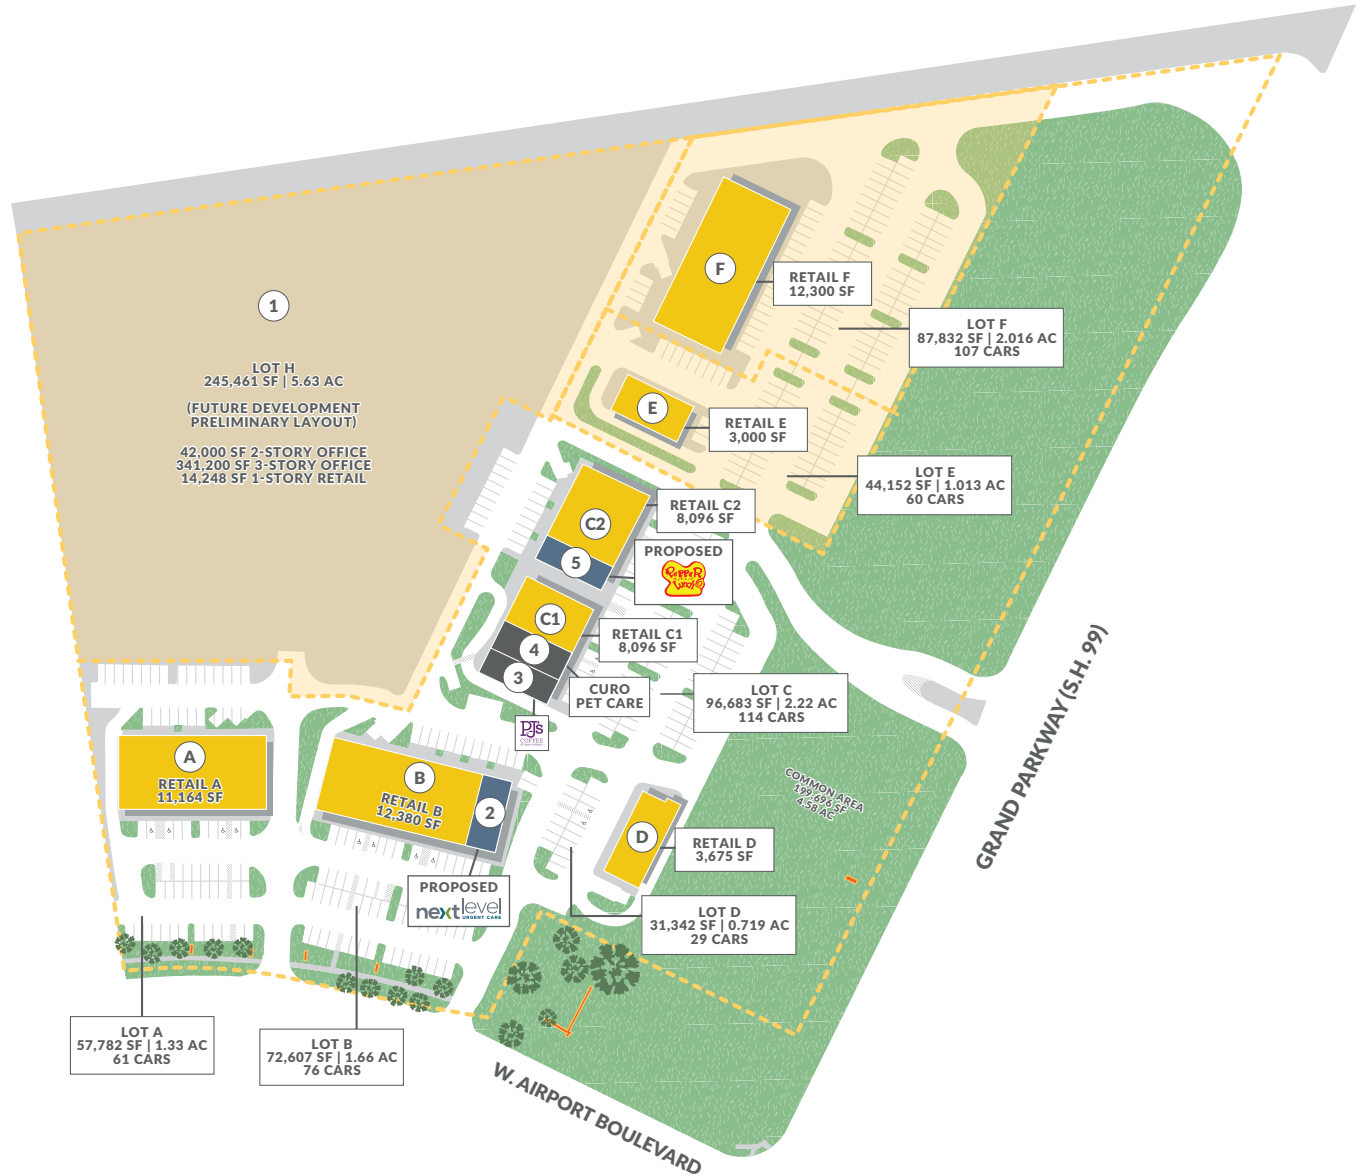 F
RETAIL F
12,300 SF
1
LOT F
87,832 SF | 2.016 AC
107 CARS
LOT H
245,461 SF | 5.63 AC
(FUTURE DEVELOPMENT
PRELIMINARY LAYOUT)
42,000 SF 2-STORY OFFICE
341,200 SF 3-STORY OFFICE
14,248 SF 1-STORY RETAIL
E
RETAIL E
3,000 SF
LOT E
44,152 SF | 1.013 AC
60 CARS
C2
RETAIL C2
8,096 SF
5
PROPOSED
PEPPER
LUNCH
C1
RETAIL C1
8,096 SF
4
3
CURO
PET CARE
LOT C
96,683 SF | 2.22 AC
114 CARS
PJ's
COFFEE
GRAND PARKWAY (S.H. 99)
A
RETAIL A
11,164 SF
B
RETAIL B
12,380 SF
2
COMMON AREA
199,696 SF
4.58 AC
D
RETAIL D
3,675 SF
PROPOSED
nextlevel
URGENT CARE
LOT D
31,342 SF | 0.719 AC
29 CARS
LOT A
57,782 SF | 1.33 AC
61 CARS
LOT B
72,607 SF | 1.66 AC
76 CARS
W. AIRPORT BOULEVARD